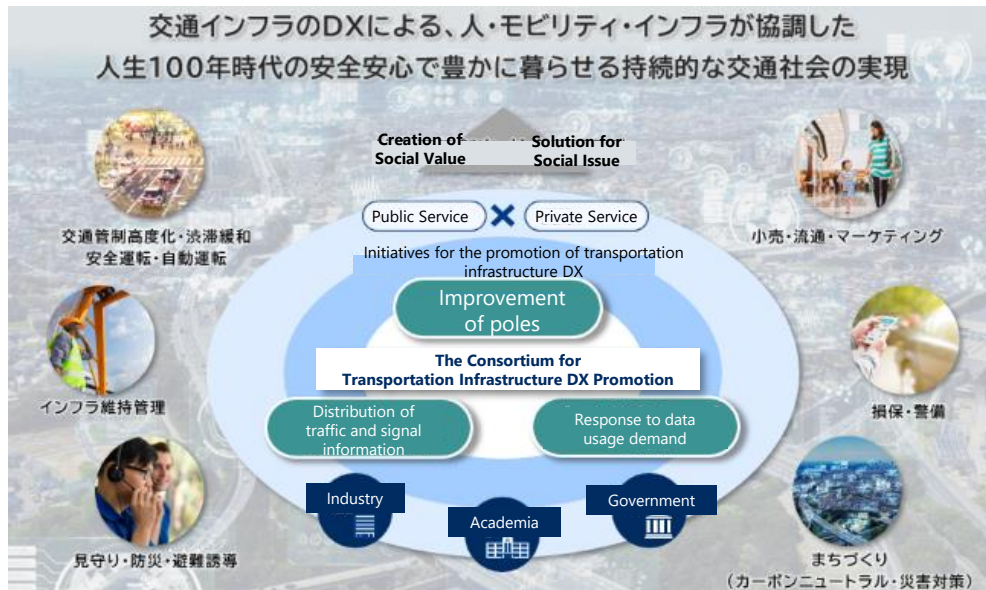 交通インフラのDXによる、人・モビリティ・インフラが協調した
人生100年時代の安全安心で豊かに暮らせる持続的な交通社会の実現
Creation of
Social Value
Solution for
Social Issue
Public Service
Private Service
Initiatives for the promotion of transportation
infrastructure DX
Improvement
of poles
The Consortium for
Transportation Infrastructure DX Promotion
Distribution of
traffic and signal
information
Response to data
usage demand
Industry
Academia
Government
交通管制高度化・渋滞緩和
安全運転・自動運転
インフラ維持管理
見守り・防災・避難誘導
小売・流通・マーケティング
損保・警備
まちづくり
(カーボンニュートラル・災害対策)